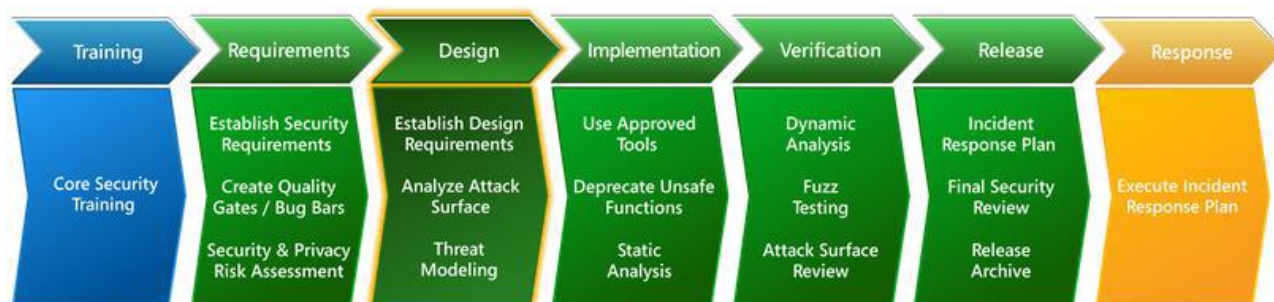 Training
Requirements
Design
Implementation
Verification
Release
Response
Core Security
Training
Establish Security
Requirements
Create Quality
Gates / Bug Bars
Security & Privacy
Risk Assessment
Establish Design
Requirements
Analyze Attack
Surface
Threat
Modeling
Use Approved
Tools
Deprecate Unsafe
Functions
Static
Analysis
Dynamic
Analysis
Fuzz
Testing
Attack Surface
Review
Incident
Response Plan
Final Security
Review
Release
Archive
Execute Incident
Response Plan